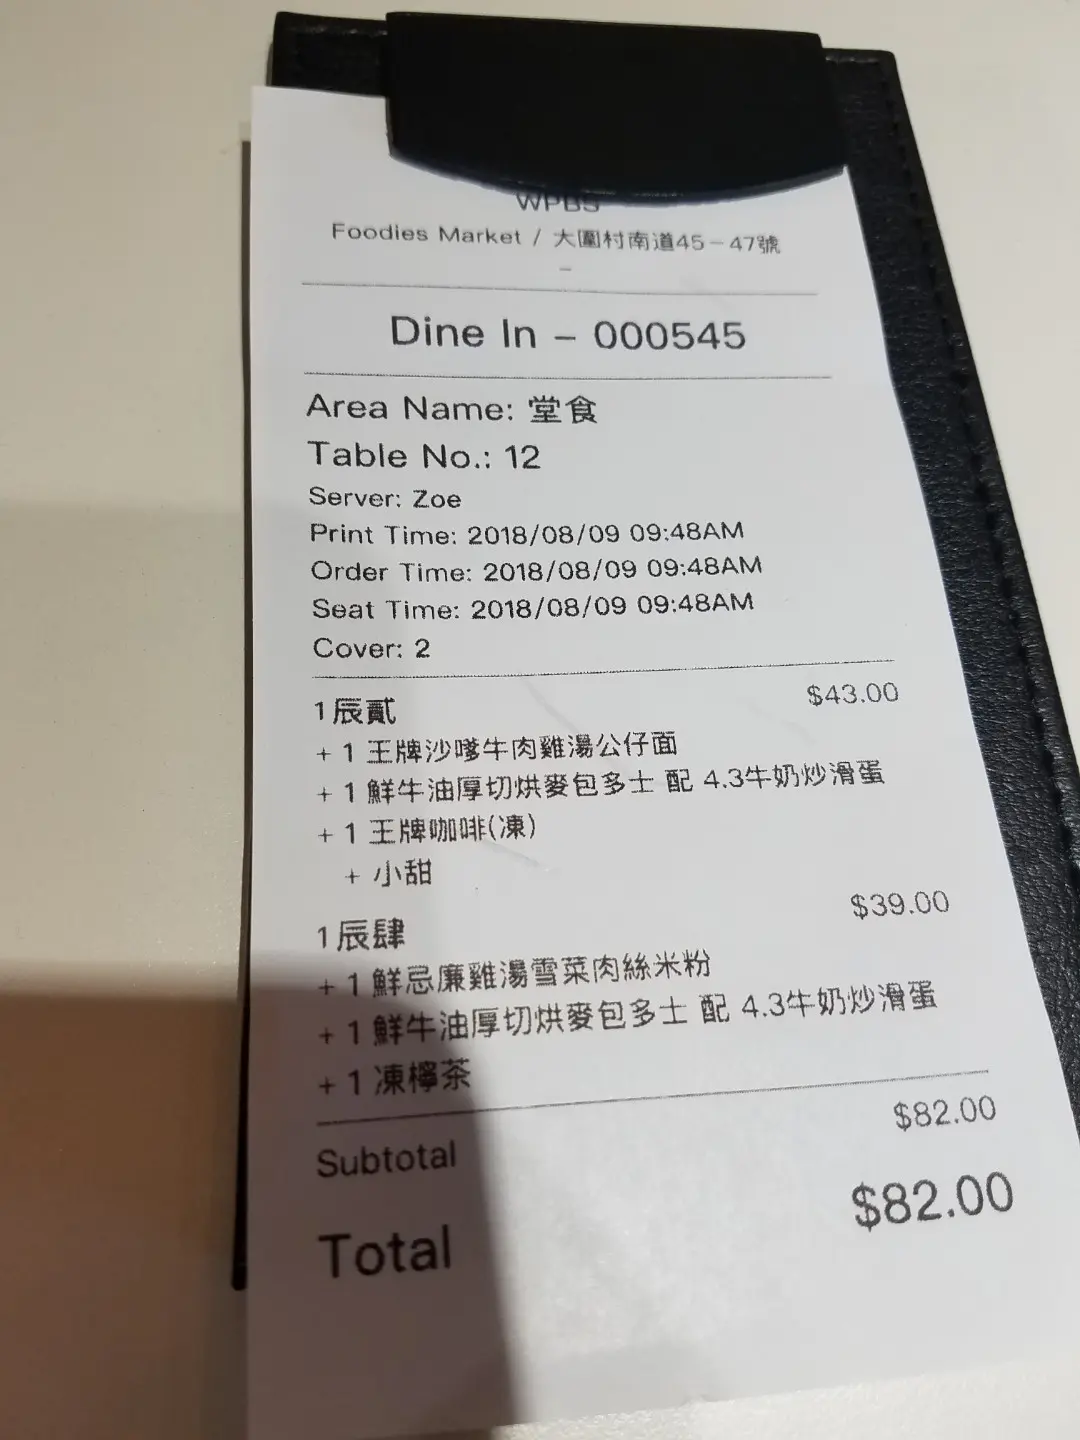 WPBS
Foodies Market / 大圍村南道45-47號
-
Dine In - 000545
Area Name: 堂食
Table No.: 12
Server: Zoe
Print Time: 2018/08/09 09:48AM
Order Time: 2018/08/09 09:48AM
Seat Time: 2018/08/09 09:48AM
Cover: 2
1 辰貳 $43.00
+ 1 王牌沙嗲牛肉雞湯公仔面
+ 1 鮮牛油厚切烘麥包多士 配 4.3牛奶炒滑蛋
+ 1 王牌咖啡(凍)
+ 小甜
1 辰肆 $39.00
+ 1 鮮忌廉雞湯雪菜肉絲米粉
+ 1 鮮牛油厚切烘麥包多士 配 4.3牛奶炒滑蛋
+ 1 凍檸茶
Subtotal $82.00
Total $82.00